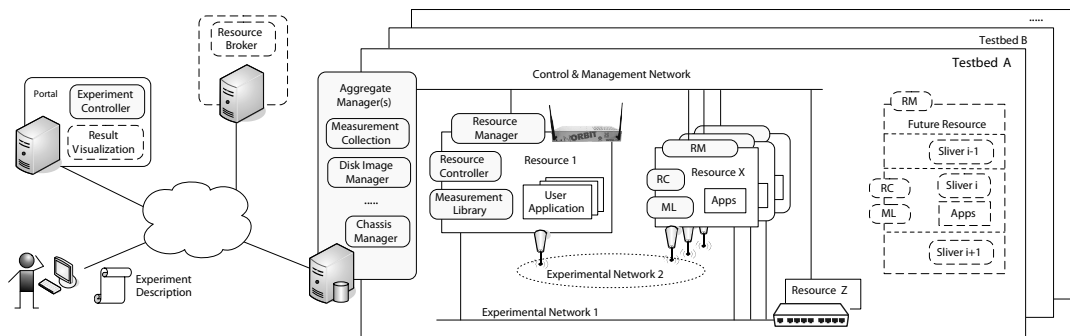 .....
Testbed B
Testbed A
Resource
Broker
Portal
Experiment
Controller
Result
Visualization
Aggregate
Manager(s)
Measurement
Collection
Disk Image
Manager
.....
Chassis
Manager
Experiment
Description
Control & Management Network
Resource
Manager
ORBIT
Resource
Controller
Resource 1
Measurement
Library
User
Application
RM
Resource X
RC
ML
Apps
Experimental Network 2
Experimental Network 1
Resource Z
RM
Future Resource
Sliver i-1
RC
Sliver i
ML
Apps
Sliver i+1